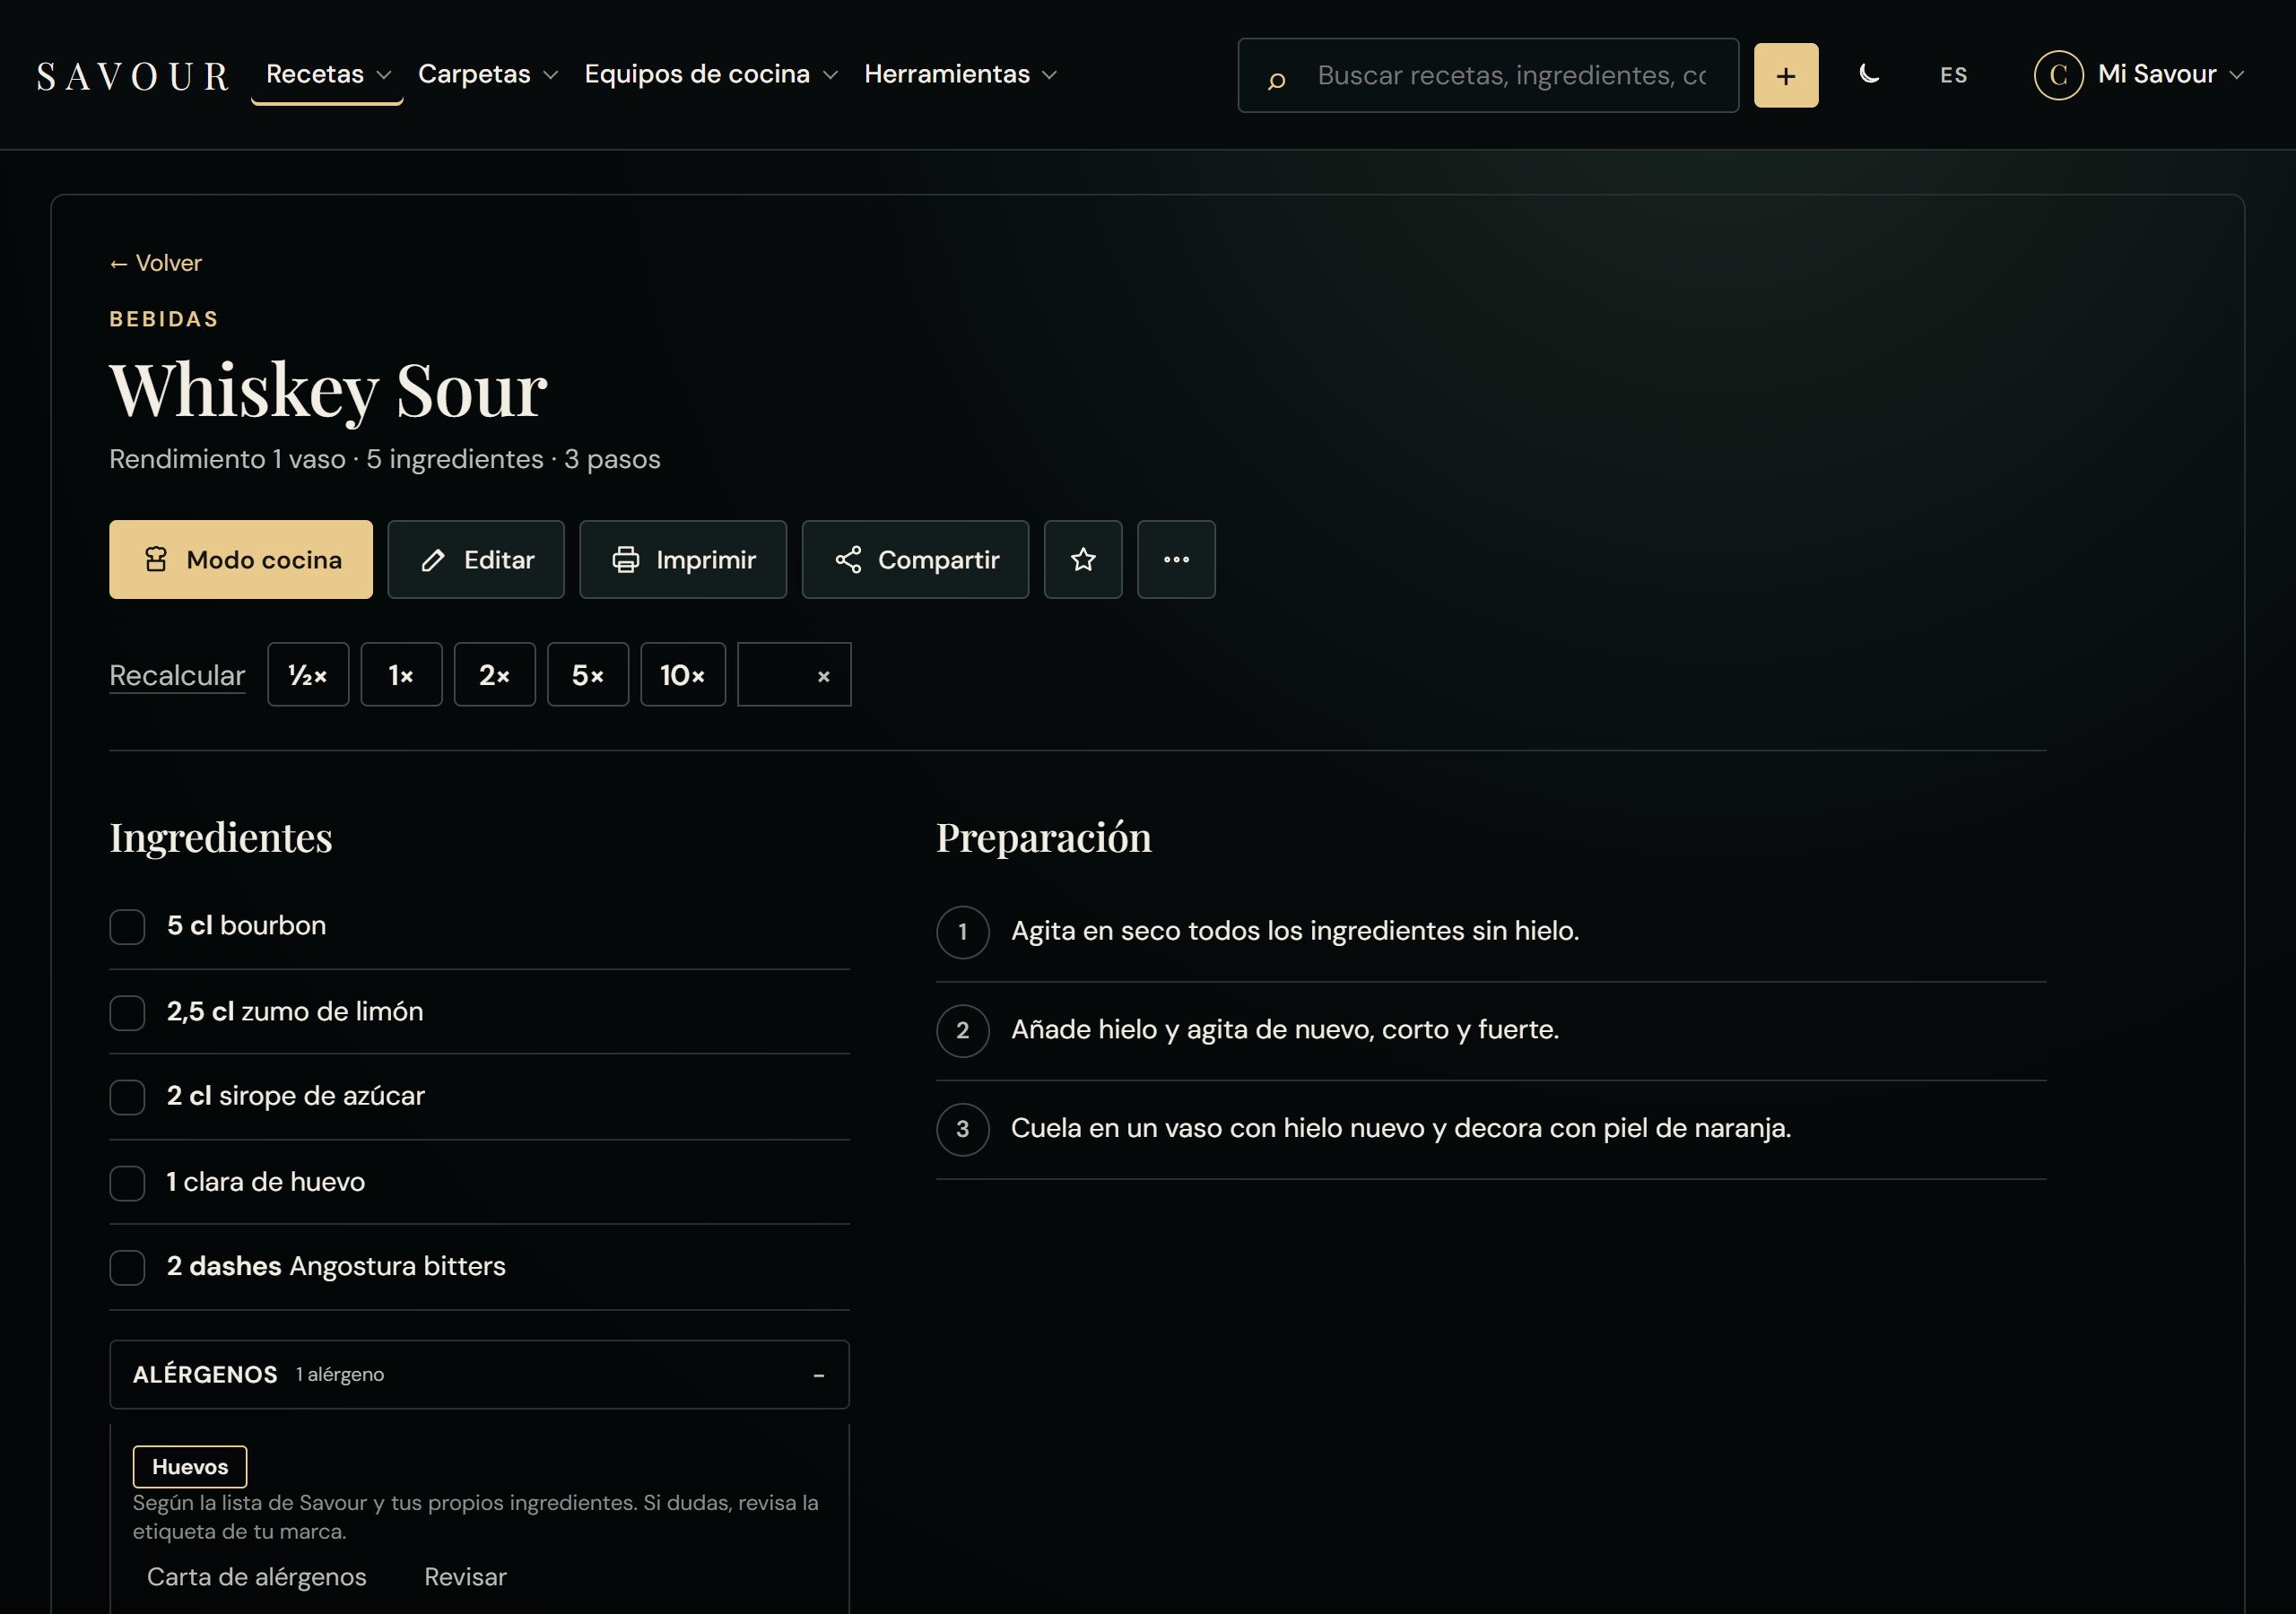 SAVOUR Recetas Carpetas Equipos de cocina Herramientas Buscar recetas, ingredientes, cc + ES C Mi Savour
← Volver
BEBIDAS
Whiskey Sour
Rendimiento 1 vaso · 5 ingredientes · 3 pasos
Modo cocina Editar Imprimir Compartir
Recalcular ½× 1× 2× 5× 10× ×
Ingredientes
5 cl bourbon
2,5 cl zumo de limón
2 cl sirope de azúcar
1 clara de huevo
2 dashes Angostura bitters
ALÉRGENOS 1 alérgeno –
Huevos
Según la lista de Savour y tus propios ingredientes. Si dudas, revisa la
etiqueta de tu marca.
Carta de alérgenos Revisar
Preparación
1 Agita en seco todos los ingredientes sin hielo.
2 Añade hielo y agita de nuevo, corto y fuerte.
3 Cuela en un vaso con hielo nuevo y decora con piel de naranja.